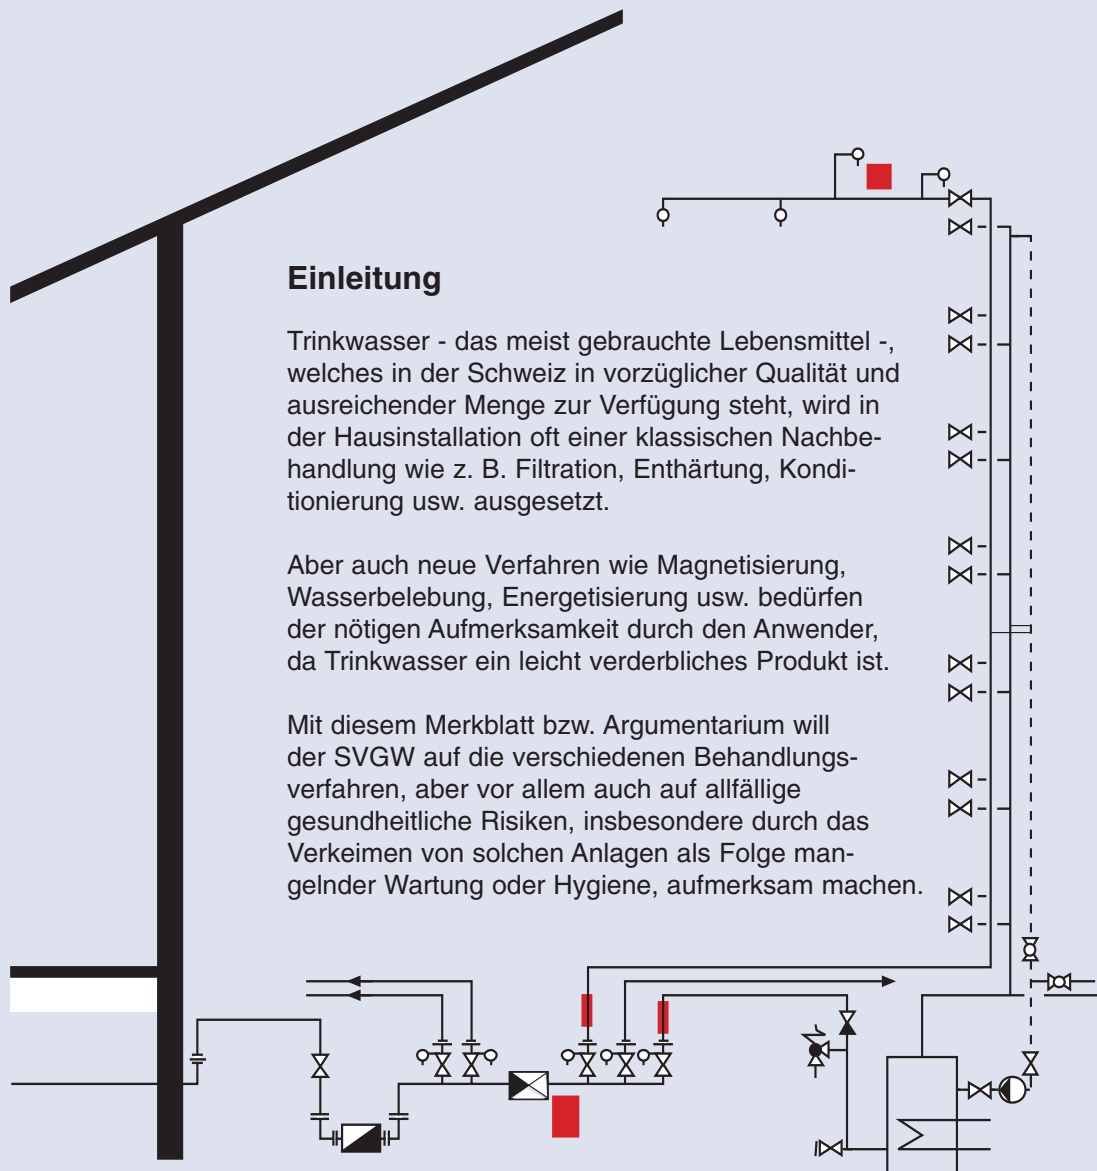 Einleitung
Trinkwasser - das meist gebrauchte Lebensmittel -,
welches in der Schweiz in vorzüglicher Qualität und
ausreichender Menge zur Verfügung steht, wird in
der Hausinstallation oft einer klassischen Nachbe-
handlung wie z. B. Filtration, Enthärtung, Kondi-
tionierung usw. ausgesetzt.
Aber auch neue Verfahren wie Magnetisierung,
Wasserbelebung, Energetisierung usw. bedürfen
der nötigen Aufmerksamkeit durch den Anwender,
da Trinkwasser ein leicht verderbliches Produkt ist.
Mit diesem Merkblatt bzw. Argumentarium will
der SVGW auf die verschiedenen Behandlungs-
verfahren, aber vor allem auch auf allfällige
gesundheitliche Risiken, insbesondere durch das
Verkeimen von solchen Anlagen als Folge man-
gelnder Wartung oder Hygiene, aufmerksam machen.